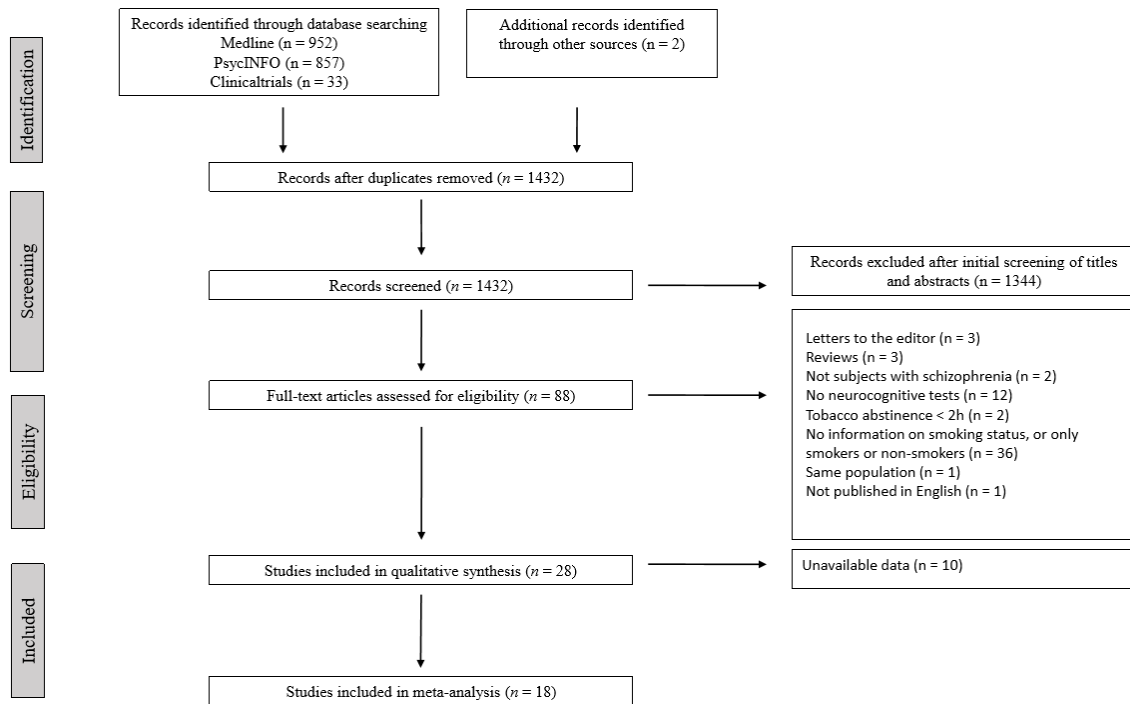 Identification
Records identified through database searching
Medline (n = 952)
PsycINFO (n = 857)
Clinicaltrials (n = 33)
Additional records identified
through other sources (n = 2)
Records after duplicates removed (n = 1432)
Screening
Records screened (n = 1432)
Records excluded after initial screening of titles
and abstracts (n = 1344)
Eligibility
Full-text articles assessed for eligibility (n = 88)
Letters to the editor (n = 3)
Reviews (n = 3)
Not subjects with schizophrenia (n = 2)
No neurocognitive tests (n = 12)
Tobacco abstinence < 2h (n = 2)
No information on smoking status, or only
smokers or non-smokers (n = 36)
Same population (n = 1)
Not published in English (n = 1)
Included
Studies included in qualitative synthesis (n = 28)
Unavailable data (n = 10)
Studies included in meta-analysis (n = 18)